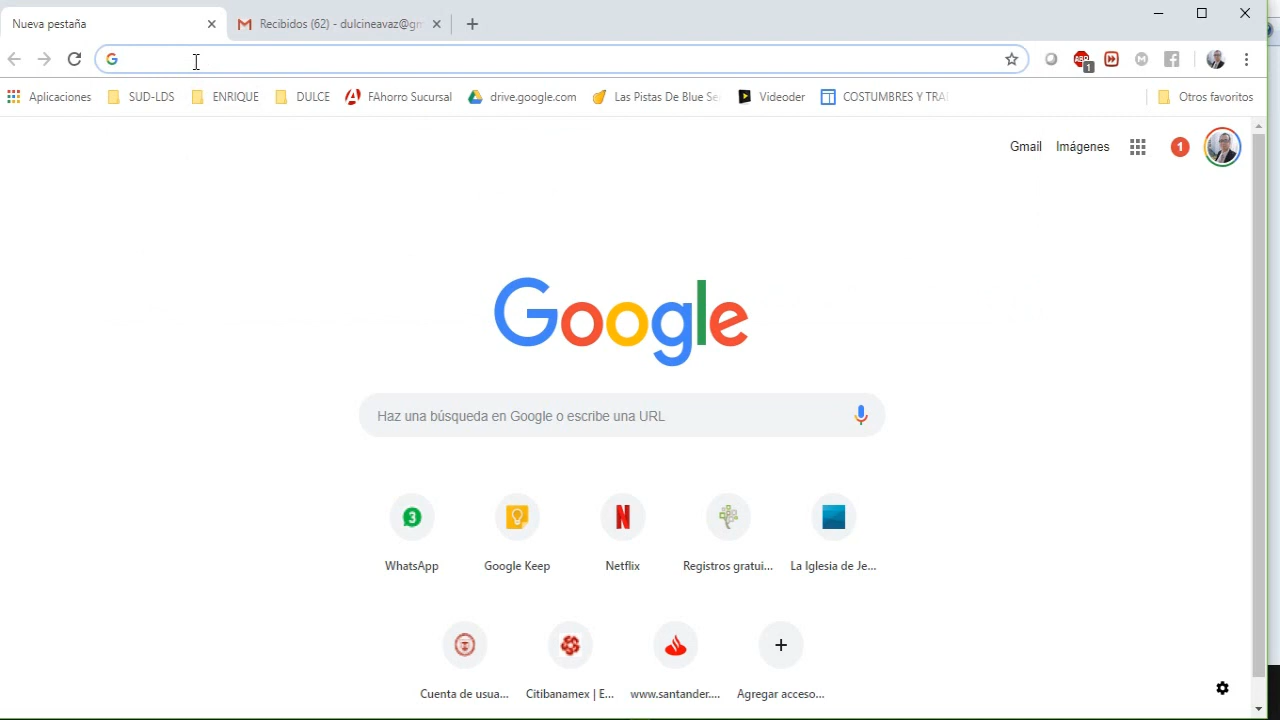 Nueva pestaña
Recibidos (62) - dulcineavaz@gm
ABP
1
M
Aplicaciones
SUD-LDS
ENRIQUE
DULCE
FAhorro Sucursal
drive.google.com
Las Pistas De Blue Se
Videoder
COSTUMBRES Y TRA
Otros favoritos
Gmail
Imágenes
1
Google
Haz una búsqueda en Google o escribe una URL
3
N
WhatsApp
Google Keep
Netflix
Registros gratui...
La Iglesia de Je...
Cuenta de usua...
Citibanamex | E...
www.santander....
Agregar acceso...